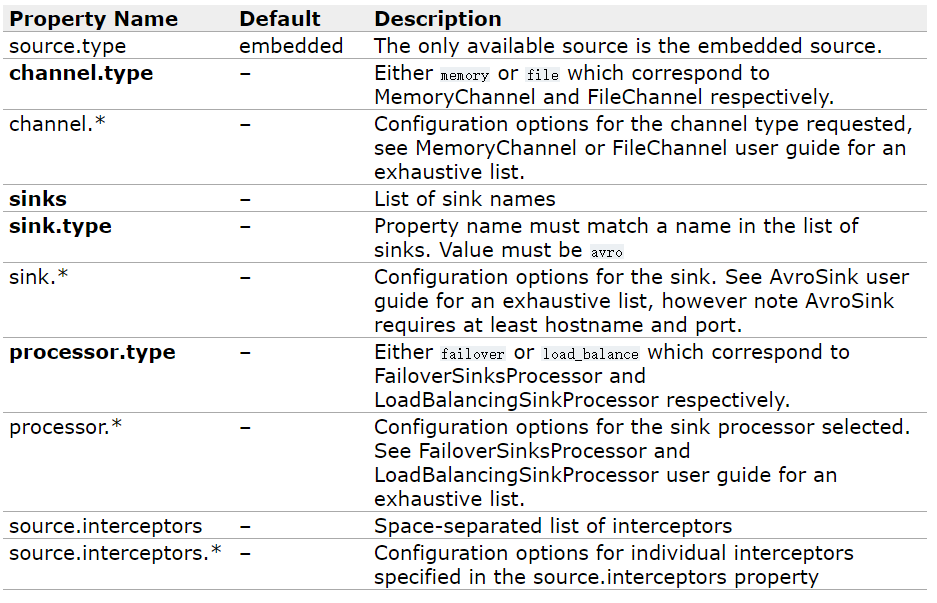 Property Name Default Description
source.type embedded The only available source is the embedded source.
channel.type – Either memory or file which correspond to
MemoryChannel and FileChannel respectively.
channel.* – Configuration options for the channel type requested,
see MemoryChannel or FileChannel user guide for an
exhaustive list.
sinks – List of sink names
sink.type – Property name must match a name in the list of
sinks. Value must be avro
sink.* – Configuration options for the sink. See AvroSink user
guide for an exhaustive list, however note AvroSink
requires at least hostname and port.
processor.type – Either failover or load_balance which correspond to
FailoverSinksProcessor and
LoadBalancingSinkProcessor respectively.
processor.* – Configuration options for the sink processor selected.
See FailoverSinksProcessor and
LoadBalancingSinkProcessor user guide for an
exhaustive list.
source.interceptors – Space-separated list of interceptors
source.interceptors.* – Configuration options for individual interceptors
specified in the source.interceptors property